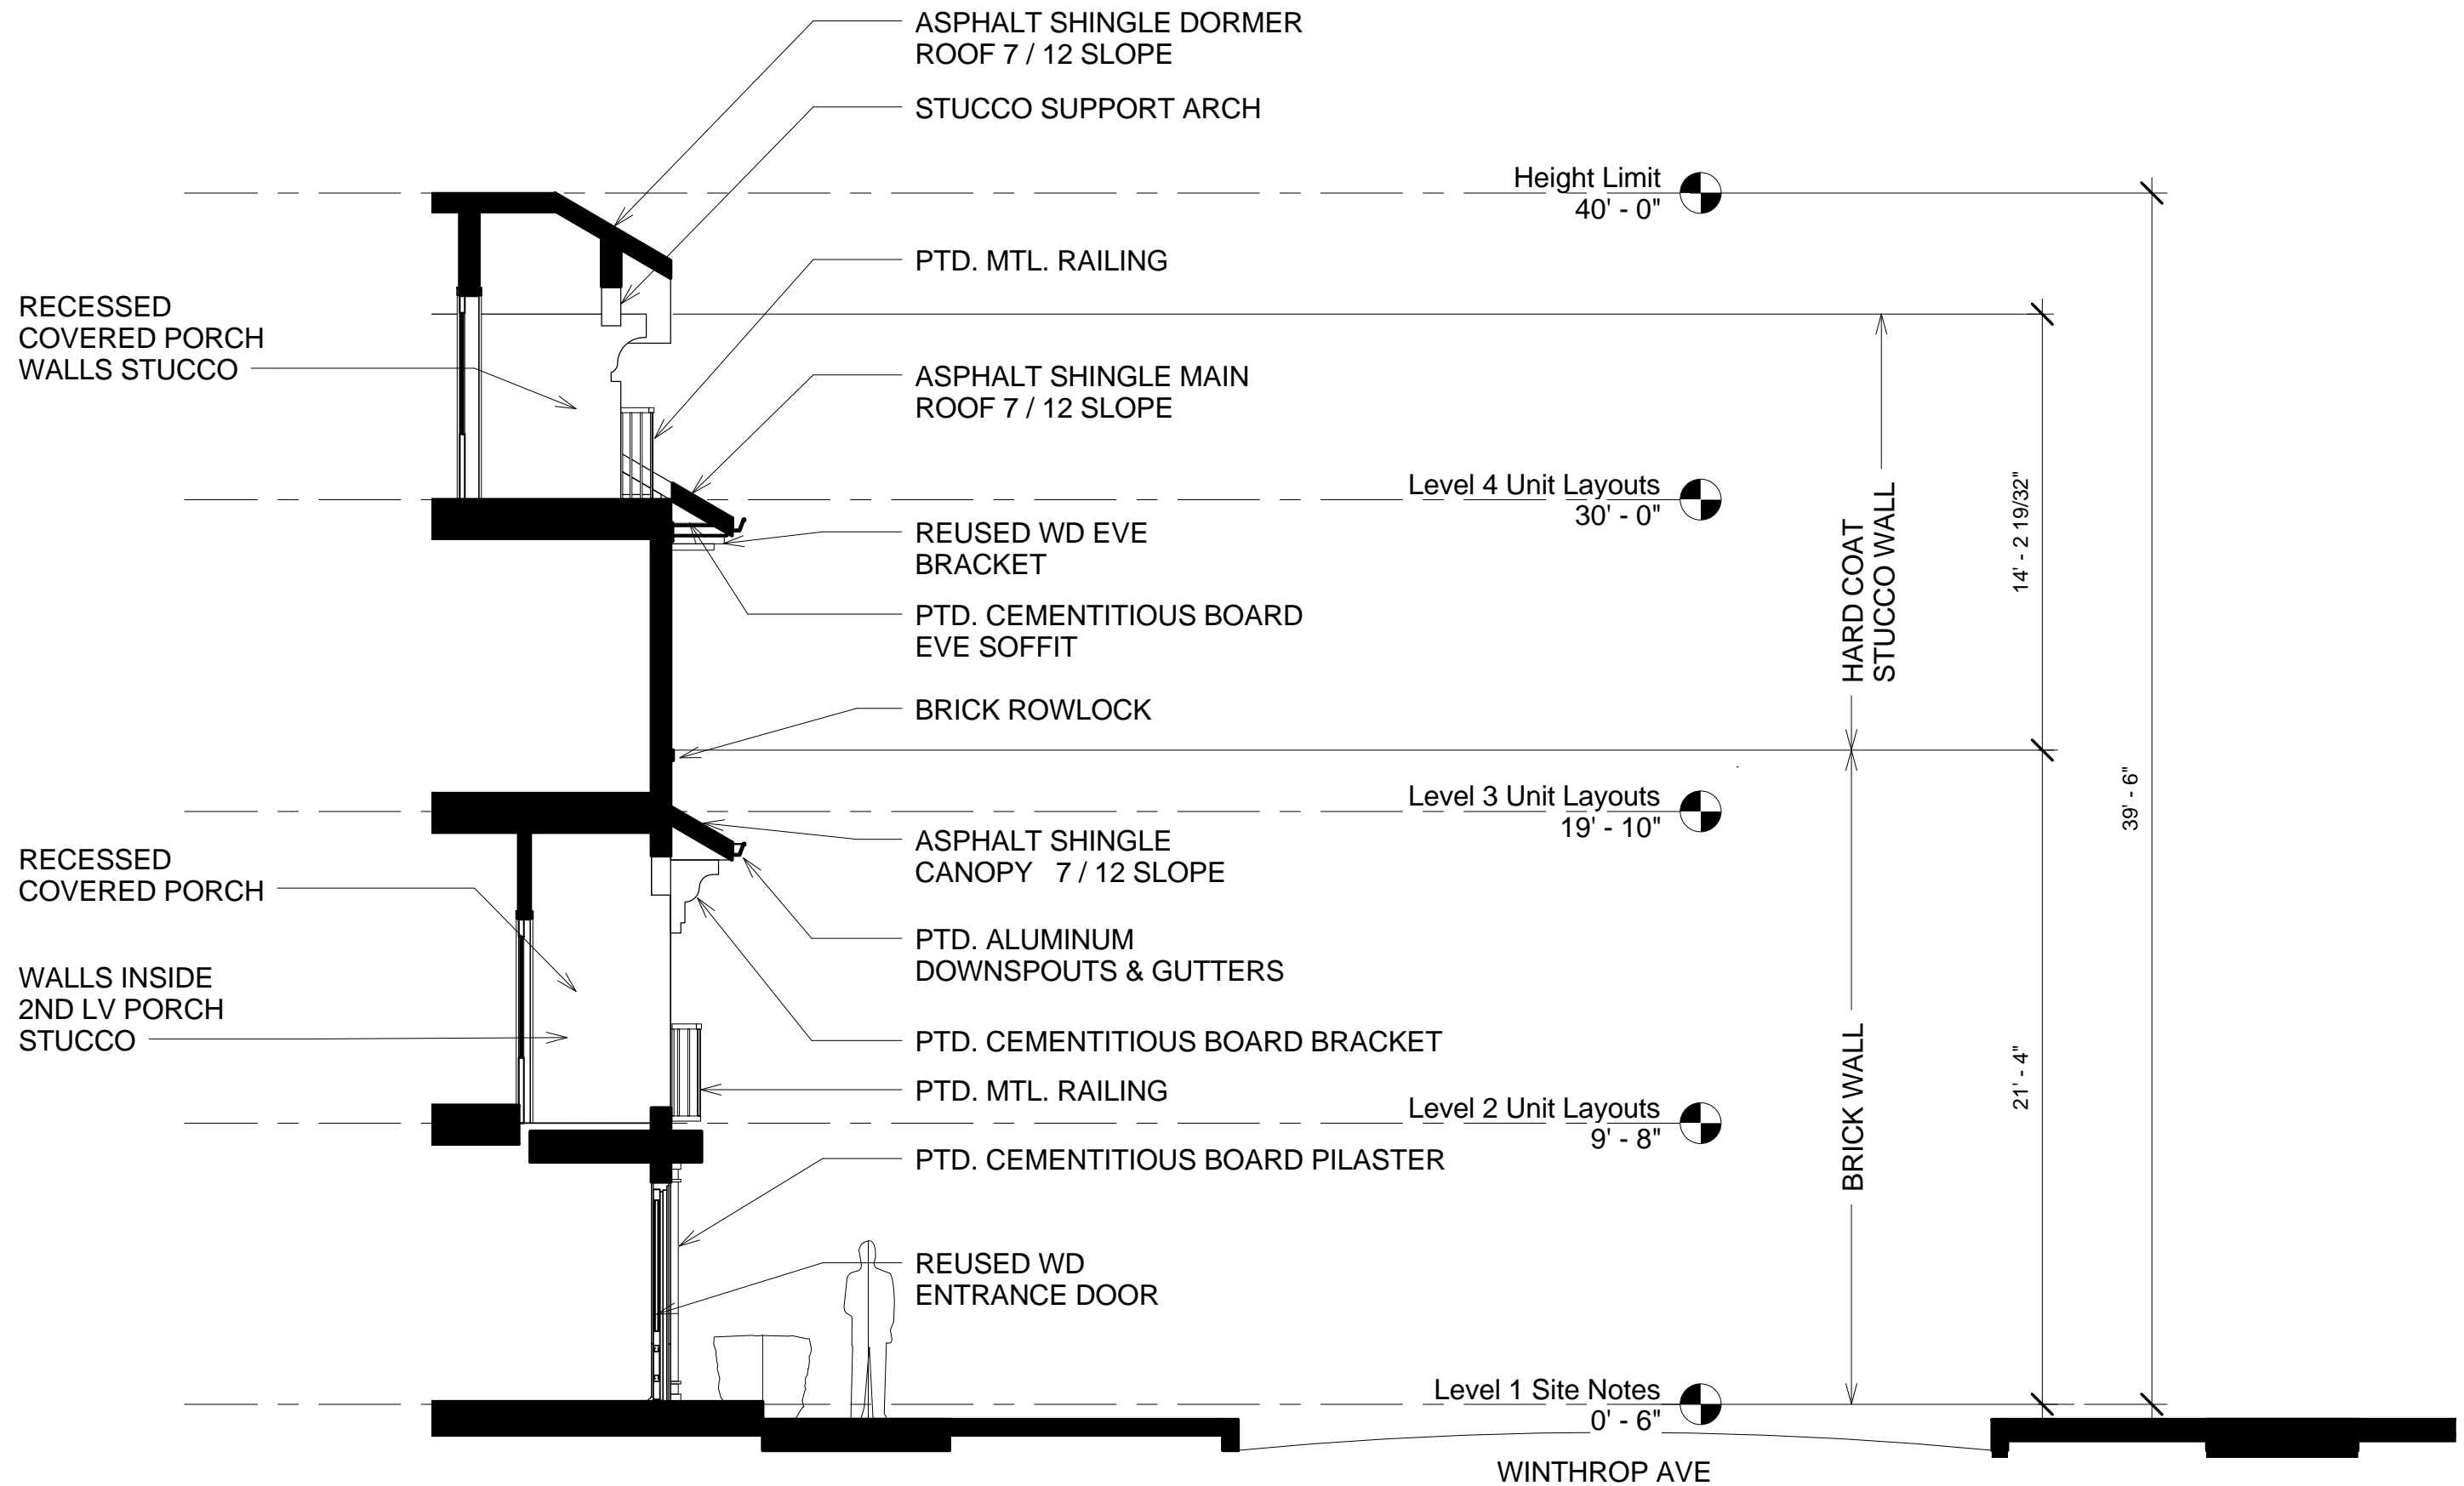 ASPHALT SHINGLE DORMER
ROOF 7 / 12 SLOPE
STUCCO SUPPORT ARCH
Height Limit
40' - 0"
PTD. MTL. RAILING
RECESSED
COVERED PORCH
WALLS STUCCO
ASPHALT SHINGLE MAIN
ROOF 7 / 12 SLOPE
Level 4 Unit Layouts
30' - 0"
REUSED WD EVE
BRACKET
PTD. CEMENTITIOUS BOARD
EVE SOFFIT
HARD COAT
STUCCO WALL
14' - 2 19/32"
BRICK ROWLOCK
Level 3 Unit Layouts
19' - 10"
39' - 6"
ASPHALT SHINGLE
CANOPY 7 / 12 SLOPE
RECESSED
COVERED PORCH
PTD. ALUMINUM
DOWNSPOUTS & GUTTERS
WALLS INSIDE
2ND LV PORCH
STUCCO
PTD. CEMENTITIOUS BOARD BRACKET
PTD. MTL. RAILING
Level 2 Unit Layouts
9' - 8"
BRICK WALL
21' - 4"
PTD. CEMENTITIOUS BOARD PILASTER
REUSED WD
ENTRANCE DOOR
Level 1 Site Notes
0' - 6"
WINTHROP AVE